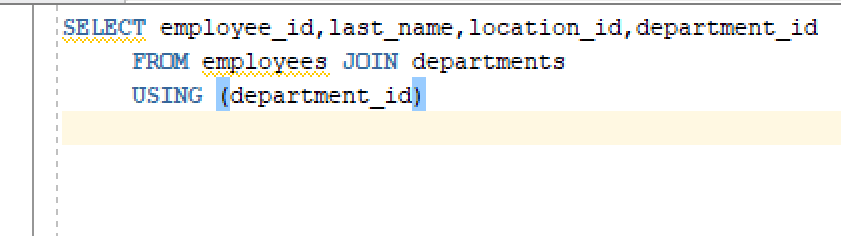 SELECT employee_id,last_name,location_id,department_id
FROM employees JOIN departments
USING (department_id)